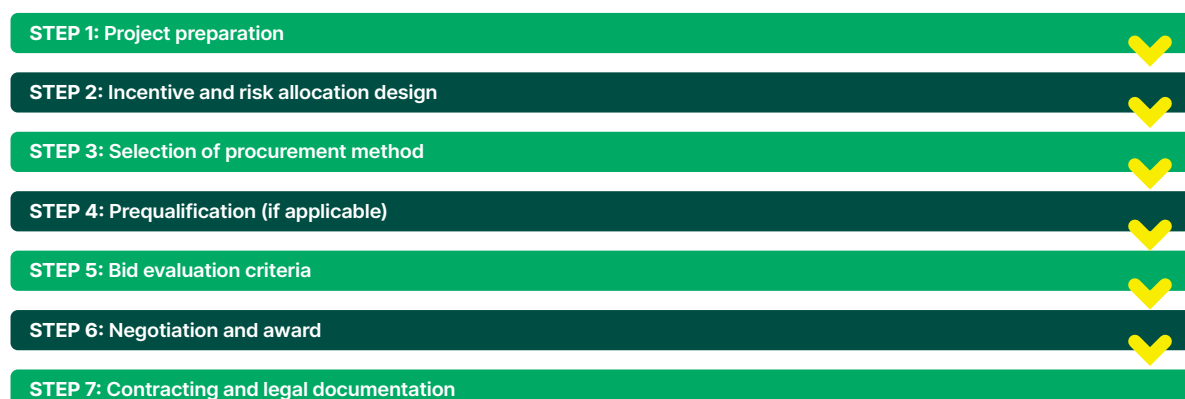 STEP 1: Project preparation
STEP 2: Incentive and risk allocation design
STEP 3: Selection of procurement method
STEP 4: Prequalification (if applicable)
STEP 5: Bid evaluation criteria
STEP 6: Negotiation and award
STEP 7: Contracting and legal documentation